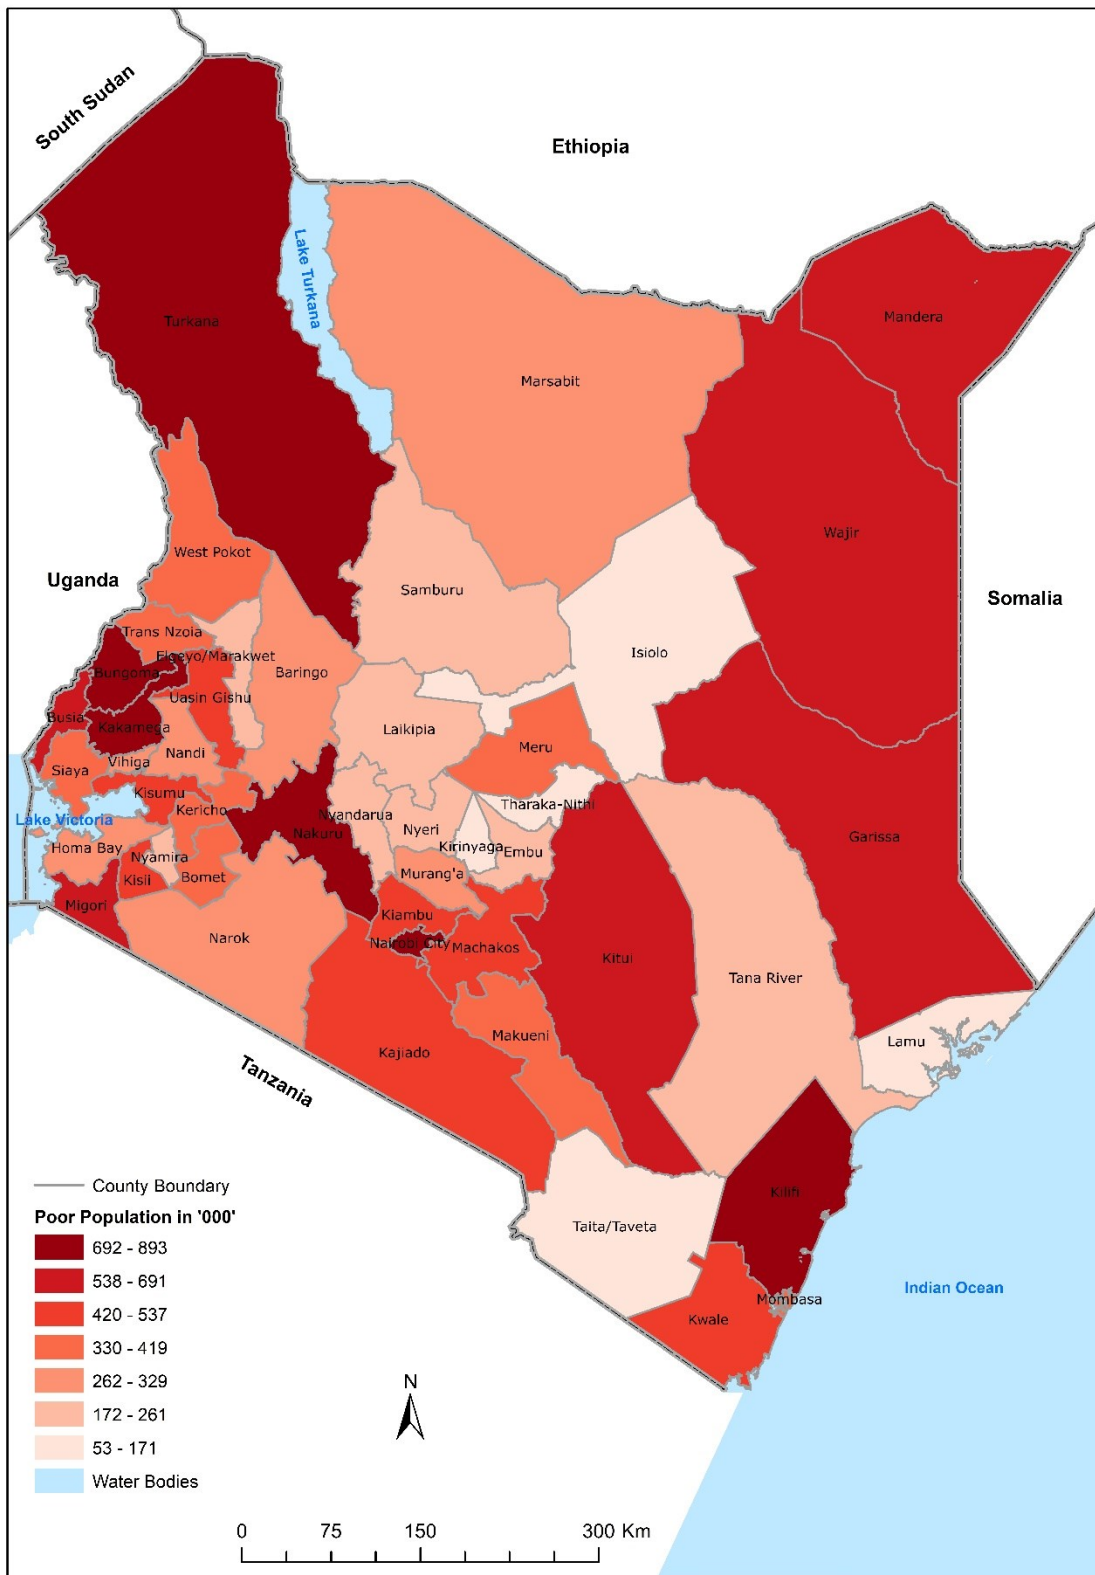 South Sudan
Ethiopia
Lake Turkana
Turkana
Mandera
Marsabit
Wajir
West Pokot
Uganda
Samburu
Somalia
Trans Nzoia
Isiolo
Elgeyo/Marakwet
Bungoma
Baringo
Uasin Gishu
Busia
Kakamega
Laikipia
Nandi
Meru
Vihiga
Siaya
Kisumu
Tharaka-Nithi
Kericho
Nyandarua
Lake Victoria
Nakuru
Nyeri
Garissa
Homa Bay
Kirinyaga
Nyamira
Embu
Murang'a
Kisii
Bomet
Migori
Kiambu
Narok
Nairobi City
Machakos
Kitui
Tana River
Makueni
Lamu
Kajiado
Tanzania
Kilifi
Taita/Taveta
Indian Ocean
Mombasa
Kwale
County Boundary
Poor Population in '000'
692 - 893
538 - 691
420 - 537
330 - 419
262 - 329
172 - 261
53 - 171
Water Bodies
N
0 75 150 300 Km